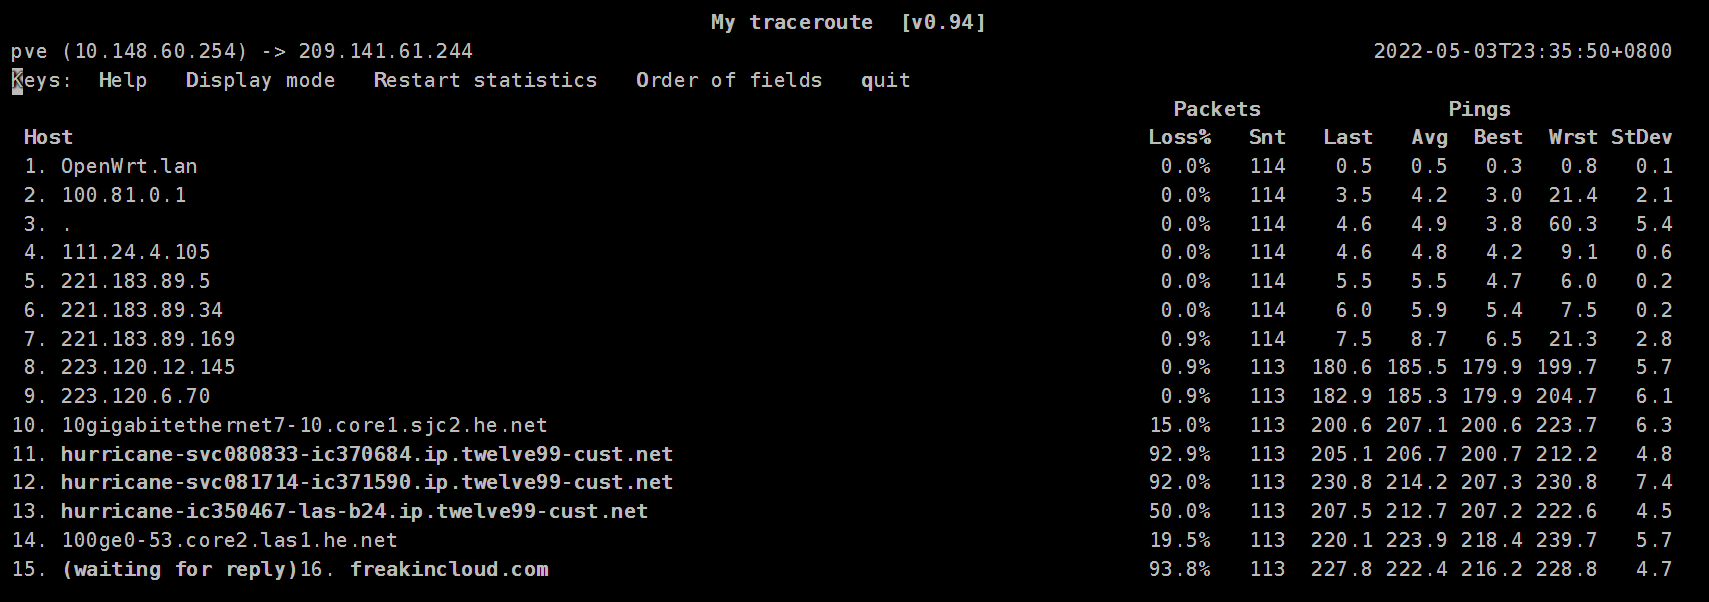 My traceroute  [v0.94]
pve (10.148.60.254) -> 209.141.61.244 2022-05-03T23:35:50+0800
Keys:  Help   Display mode   Restart statistics   Order of fields   quit
Packets Pings
Host Loss% Snt Last Avg Best Wrst StDev
1. OpenWrt.lan 0.0% 114 0.5 0.5 0.3 0.8 0.1
2. 100.81.0.1 0.0% 114 3.5 4.2 3.0 21.4 2.1
3. . 0.0% 114 4.6 4.9 3.8 60.3 5.4
4. 111.24.4.105 0.0% 114 4.6 4.8 4.2 9.1 0.6
5. 221.183.89.5 0.0% 114 5.5 5.5 4.7 6.0 0.2
6. 221.183.89.34 0.0% 114 6.0 5.9 5.4 7.5 0.2
7. 221.183.89.169 0.9% 114 7.5 8.7 6.5 21.3 2.8
8. 223.120.12.145 0.9% 113 180.6 185.5 179.9 199.7 5.7
9. 223.120.6.70 0.9% 113 182.9 185.3 179.9 204.7 6.1
10. 10gigabitethernet7-10.core1.sjc2.he.net 15.0% 113 200.6 207.1 200.6 223.7 6.3
11. hurricane-svc080833-ic370684.ip.twelve99-cust.net 92.9% 113 205.1 206.7 200.7 212.2 4.8
12. hurricane-svc081714-ic371590.ip.twelve99-cust.net 92.0% 113 230.8 214.2 207.3 230.8 7.4
13. hurricane-ic350467-las-b24.ip.twelve99-cust.net 50.0% 113 207.5 212.7 207.2 222.6 4.5
14. 100ge0-53.core2.las1.he.net 19.5% 113 220.1 223.9 218.4 239.7 5.7
15. (waiting for reply)16. freakincloud.com 93.8% 113 227.8 222.4 216.2 228.8 4.7